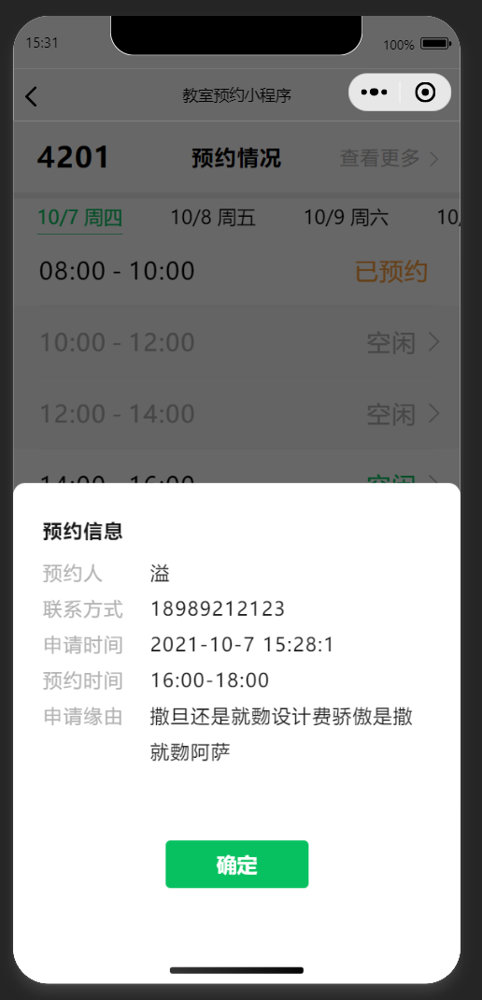 15:31
100%
教室预约小程序
4201
预约情况
查看更多
10/7 周四
10/8 周五
10/9 周六
10/
08:00 - 10:00
已预约
10:00 - 12:00
空闲
12:00 - 14:00
空闲
14:00 - 16:00
空闲
预约信息
预约人
溢
联系方式
18989212123
申请时间
2021-10-7 15:28:1
预约时间
16:00-18:00
申请缘由
撒旦还是就覅设计费骄傲是撒
就覅阿萨
确定